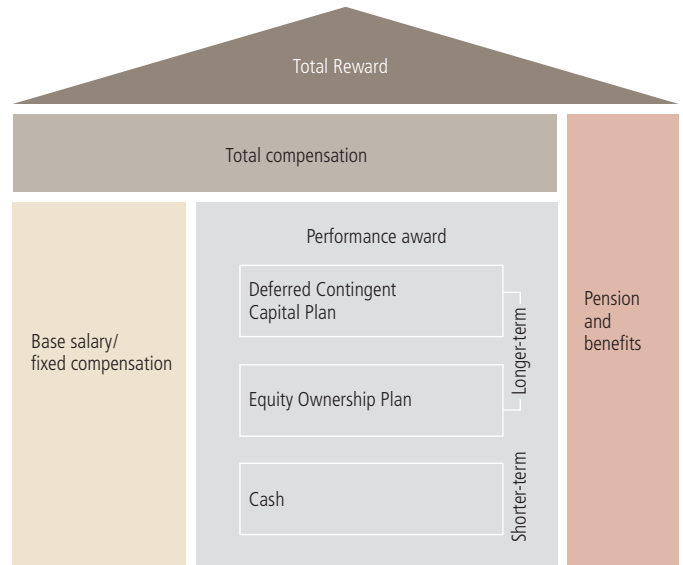 Total Reward
Total compensation
Base salary/
fixed compensation
Performance award
Deferred Contingent
Capital Plan
Equity Ownership Plan
Longer-term
Cash
Shorter-term
Pension
and
benefits